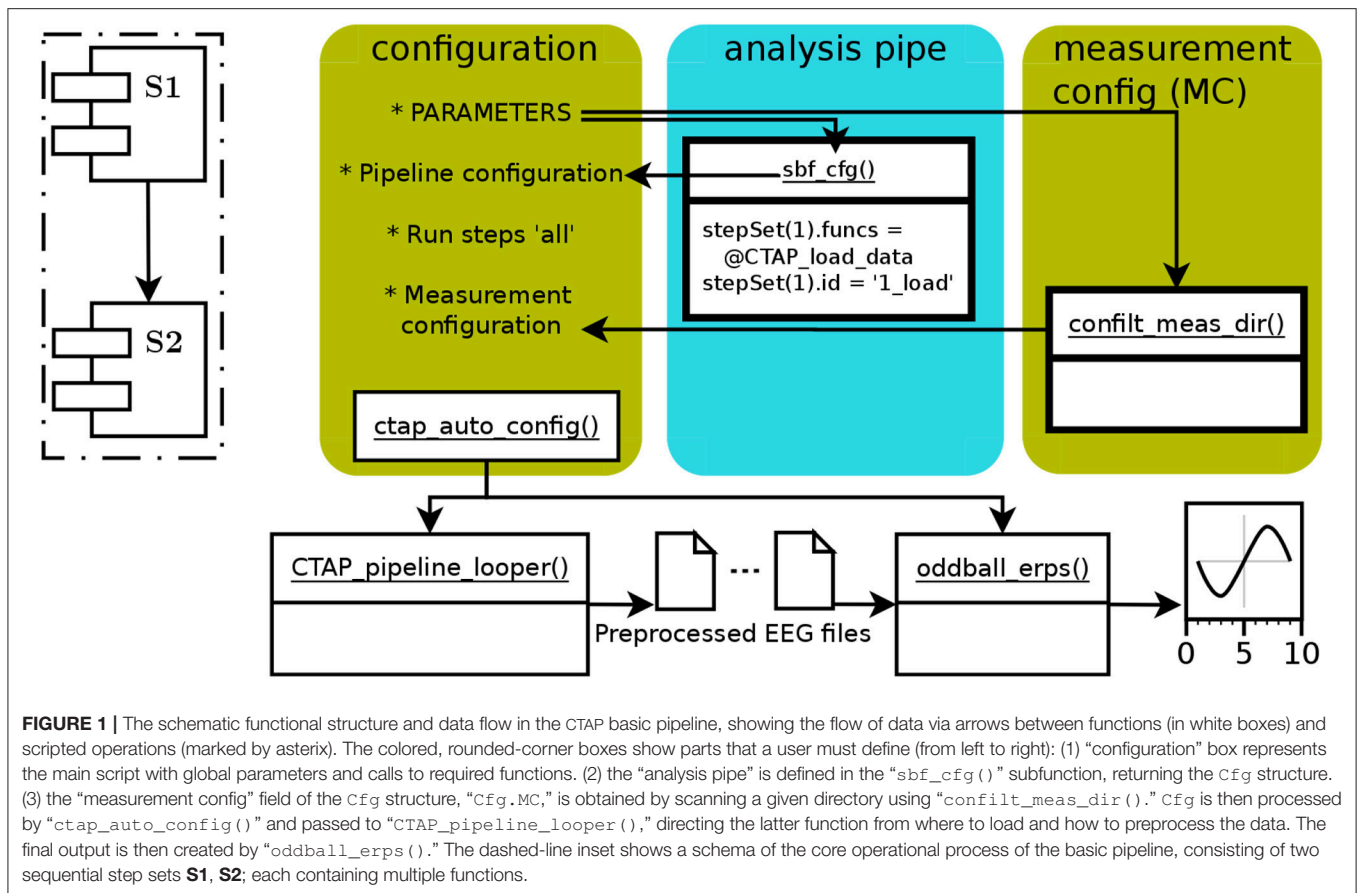 S1
S2
configuration
* PARAMETERS
* Pipeline configuration
* Run steps 'all'
* Measurement
configuration
ctap_auto_config()
analysis pipe
sbf_cfg()
stepSet(1).funcs =
@CTAP_load_data
stepSet(1).id = '1_load'
measurement
config (MC)
confilt_meas_dir()
CTAP_pipeline_looper()
...
Preprocessed EEG files
oddball_erps()
0 5 10
FIGURE 1 | The schematic functional structure and data flow in the CTAP basic pipeline, showing the flow of data via arrows between functions (in white boxes) and
scripted operations (marked by asterix). The colored, rounded-corner boxes show parts that a user must define (from left to right): (1) “configuration” box represents
the main script with global parameters and calls to required functions. (2) the “analysis pipe” is defined in the “sbf_cfg()” subfunction, returning the Cfg structure.
(3) the “measurement config” field of the Cfg structure, “Cfg.MC,” is obtained by scanning a given directory using “confilt_meas_dir().” Cfg is then processed
by “ctap_auto_config()” and passed to “CTAP_pipeline_looper(),” directing the latter function from where to load and how to preprocess the data. The
final output is then created by “oddball_erps().” The dashed-line inset shows a schema of the core operational process of the basic pipeline, consisting of two
sequential step sets S1, S2; each containing multiple functions.